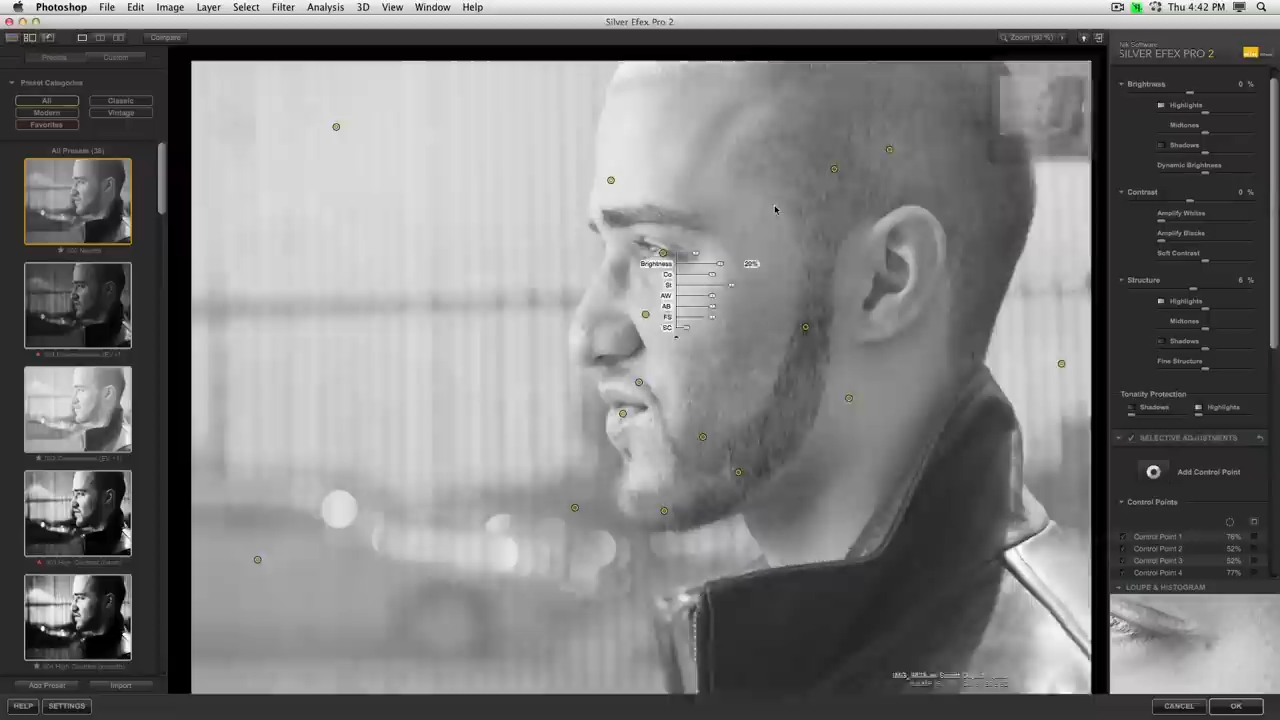 Photoshop File Edit Image Layer Select Filter Analysis 3D View Window Help
Thu 4:42 PM
Silver Efex Pro 2
Compare
Zoom (50 %)
Presets Custom
Preset Categories
All Classic
Modern Vintage
Favorites
All Presets (38)
000 Neutral
Add Preset Import
HELP SETTINGS
Brightness 29%
Co
St
AW
AB
FS
SC
Nik Software
SILVER EFEX PRO 2
Brightness 0 %
Highlights
Midtones
Shadows
Dynamic Brightness
Contrast 0 %
Amplify Whites
Amplify Blacks
Soft Contrast
Structure 6 %
Highlights
Midtones
Shadows
Fine Structure
Tonality Protection
Shadows Highlights
SELECTIVE ADJUSTMENTS
Add Control Point
Control Points
Control Point 1 76%
Control Point 2 52%
Control Point 3 52%
Control Point 4 77%
LOUPE & HISTOGRAM
CANCEL OK